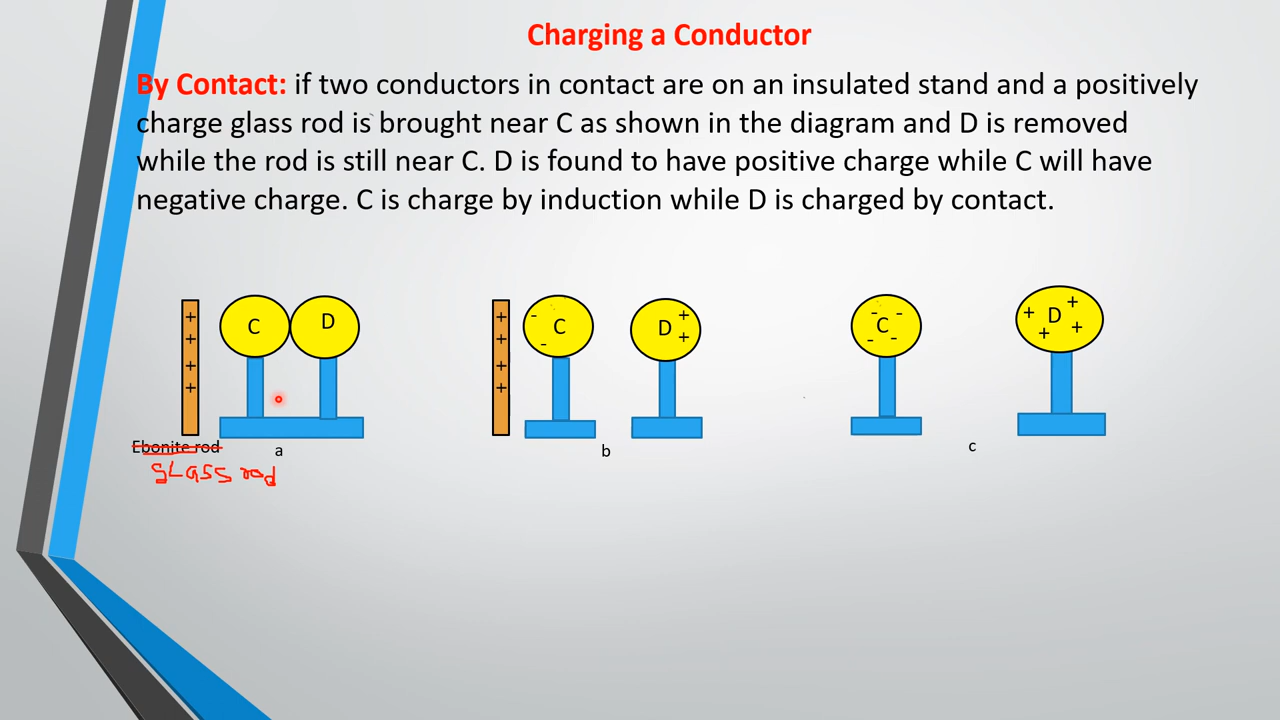 Charging a Conductor
By Contact: if two conductors in contact are on an insulated stand and a positively
charge glass rod is brought near C as shown in the diagram and D is removed
while the rod is still near C. D is found to have positive charge while C will have
negative charge. C is charge by induction while D is charged by contact.
+ + + + C D
+ + + + - - C D + +
- - - - C + + + + D
Ebonite rod a b c
GLASS rod